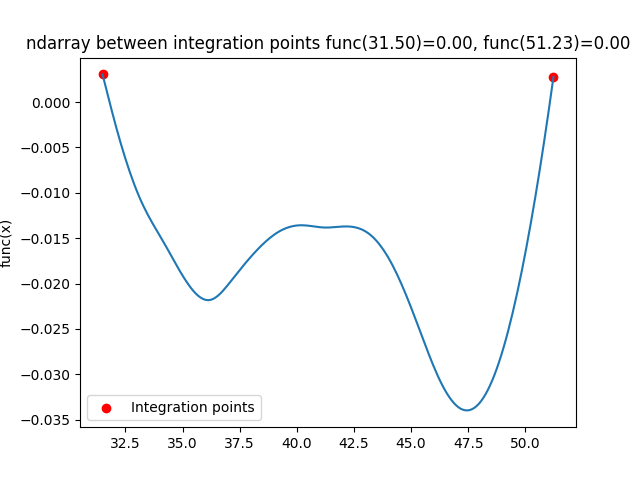 ndarray between integration points func(31.50)=0.00, func(51.23)=0.00
0.000
−0.005
−0.010
−0.015
−0.020
−0.025
−0.030
−0.035
func(x)
Integration points
32.5 35.0 37.5 40.0 42.5 45.0 47.5 50.0